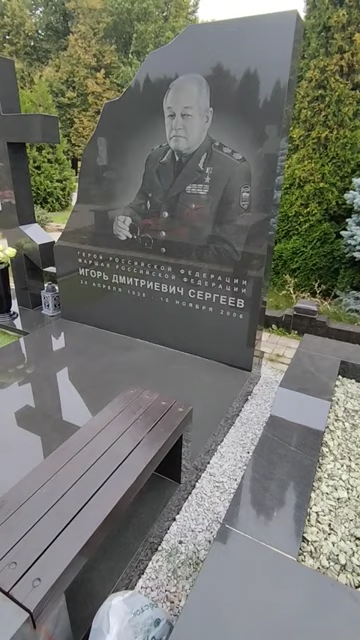 ГЕРОЙ РОССИЙСКОЙ ФЕДЕРАЦИИ
МАРШАЛ РОССИЙСКОЙ ФЕДЕРАЦИИ
ИГОРЬ ДМИТРИЕВИЧ СЕРГЕЕВ
20 АПРЕЛЯ 1938 - 10 НОЯБРЯ 2006